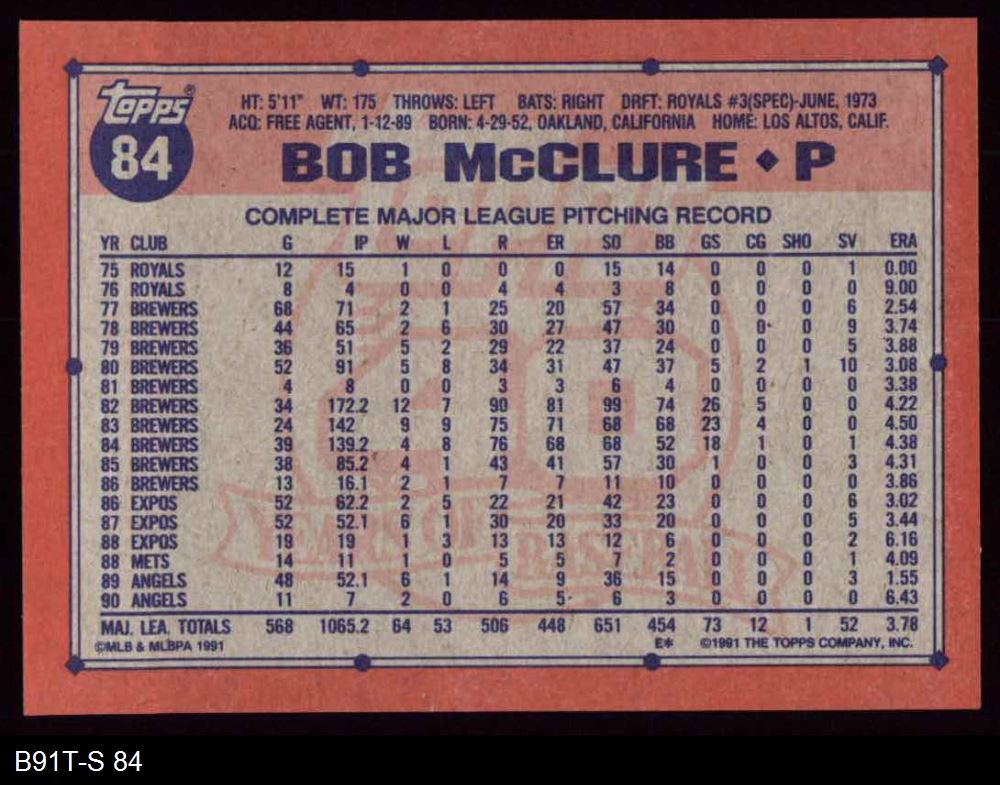 Topps®
84
HT: 5'11" WT: 175 THROWS: LEFT BATS: RIGHT DRFT: ROYALS #3(SPEC)-JUNE, 1973
ACQ: FREE AGENT, 1-12-89 BORN: 4-29-52, OAKLAND, CALIFORNIA HOME: LOS ALTOS, CALIF.
BOB McCLURE ◆ P
COMPLETE MAJOR LEAGUE PITCHING RECORD
YR CLUB G IP W L R ER SO BB GS CG SHO SV ERA
75 ROYALS 12 15 1 0 0 0 15 14 0 0 0 1 0.00
76 ROYALS 8 4 0 0 4 4 3 8 0 0 0 0 9.00
77 BREWERS 68 71 2 1 25 20 57 34 0 0 0 6 2.54
78 BREWERS 44 65 2 6 30 27 47 30 0 0 0 9 3.74
79 BREWERS 36 51 5 2 29 22 37 24 0 0 0 5 3.88
80 BREWERS 52 91 5 8 34 31 47 37 5 2 1 10 3.08
81 BREWERS 4 8 0 0 3 3 6 4 0 0 0 0 3.38
82 BREWERS 34 172.2 12 7 90 81 99 74 26 5 0 0 4.22
83 BREWERS 24 142 9 9 75 71 68 68 23 4 0 0 4.50
84 BREWERS 39 139.2 4 8 76 68 68 52 18 1 0 1 4.38
85 BREWERS 38 85.2 4 1 43 41 57 30 1 0 0 3 4.31
86 BREWERS 13 16.1 2 1 7 7 11 10 0 0 0 0 3.86
86 EXPOS 52 62.2 2 5 22 21 42 23 0 0 0 6 3.02
87 EXPOS 52 52.1 6 1 30 20 33 20 0 0 0 5 3.44
88 EXPOS 19 19 1 3 13 13 12 6 0 0 0 2 6.16
88 METS 14 11 1 0 5 5 7 2 0 0 0 1 4.09
89 ANGELS 48 52.1 6 1 14 9 36 15 0 0 0 3 1.55
90 ANGELS 11 7 2 0 6 5 6 3 0 0 0 0 6.43
MAJ. LEA. TOTALS 568 1065.2 64 53 506 448 651 454 73 12 1 52 3.78
©MLB & MLBPA 1991 E* ©1991 THE TOPPS COMPANY, INC.
40
YEARS OF BASEBALL
B91T-S 84